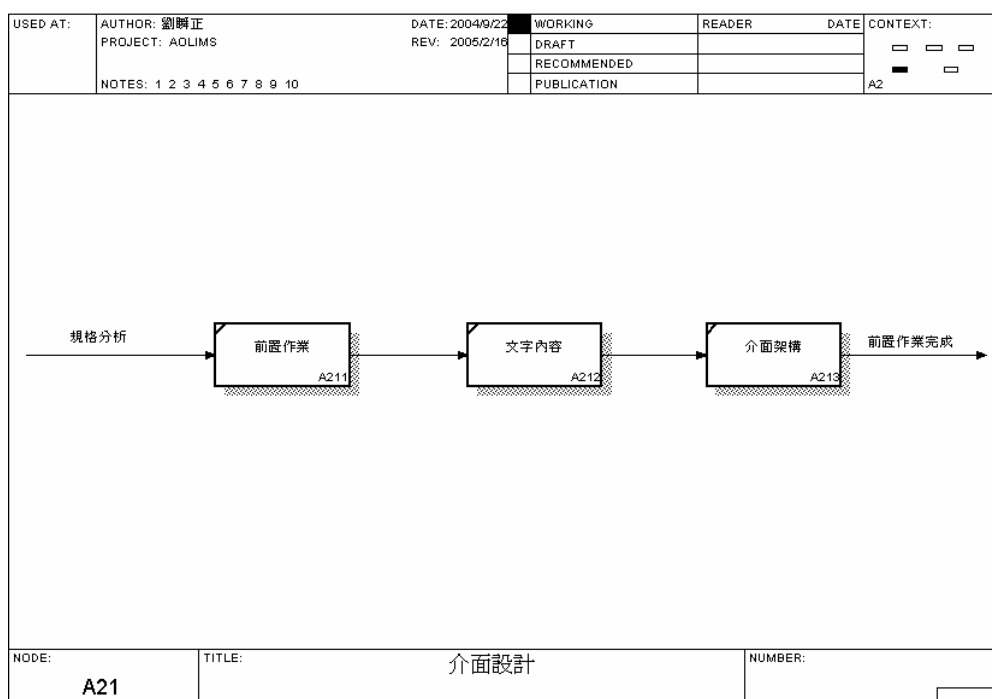 USED AT:
AUTHOR: 劉瞬正
DATE: 2004/9/22
PROJECT: AOLIMS
REV: 2005/2/16
NOTES: 1 2 3 4 5 6 7 8 9 10
WORKING
DRAFT
RECOMMENDED
PUBLICATION
READER DATE
CONTEXT:
A2
規格分析
前置作業
A211
文字內容
A212
介面架構
A213
前置作業完成
NODE:
A21
TITLE:
介面設計
NUMBER: